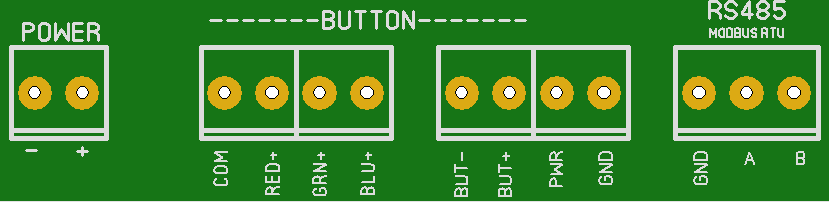 POWER
-------BUTTON-------
RS485
MODBUS RTU
- +
COM RED+ GRN+ BLU+
BUT- BUT+ PWR GND
GND A B